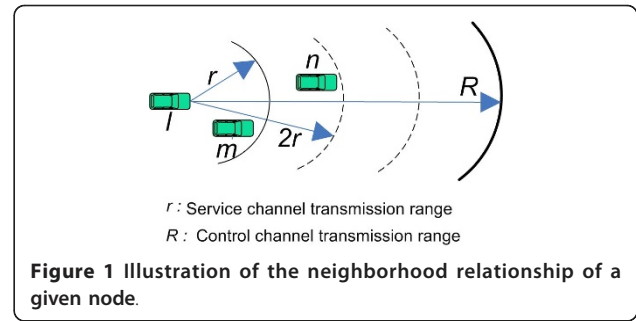 n
r
R
l
m
2r
r : Service channel transmission range
R : Control channel transmission range
Figure 1 Illustration of the neighborhood relationship of a
given node.